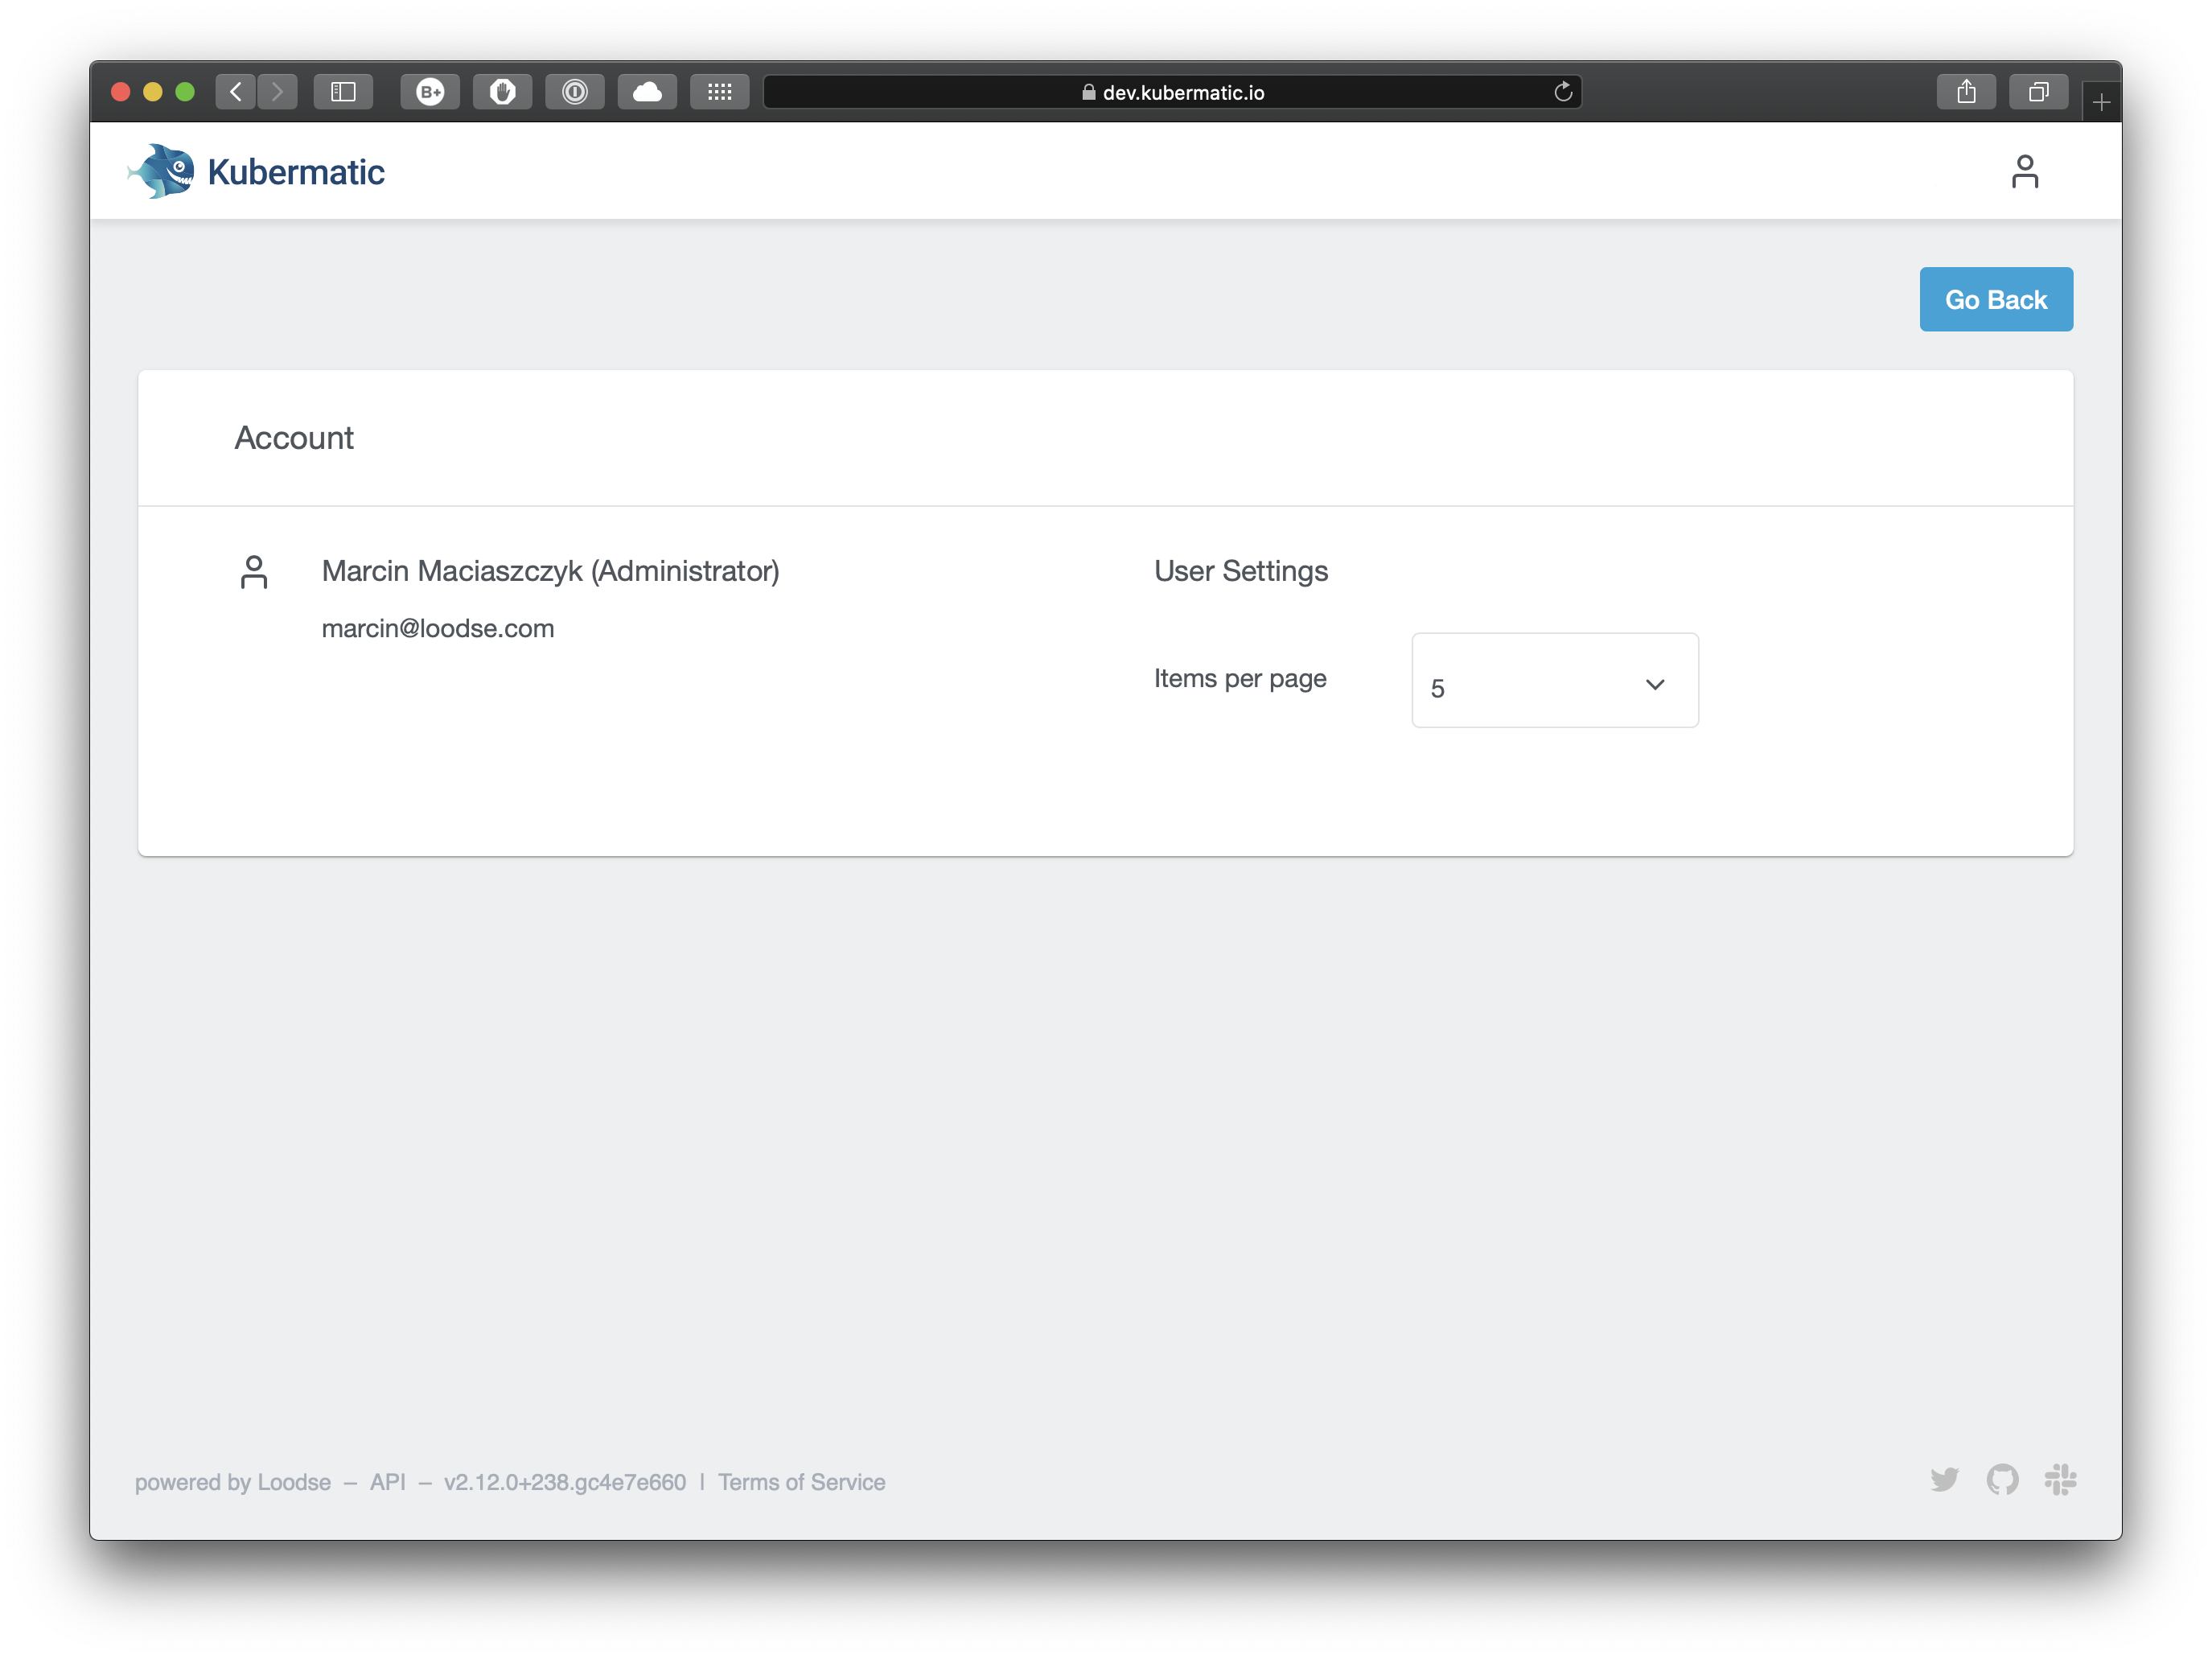 B+
dev.kubermatic.io
Kubermatic
Go Back
Account
Marcin Maciaszczyk (Administrator)
marcin@loodse.com
User Settings
Items per page
5
powered by Loodse – API – v2.12.0+238.gc4e7e660 | Terms of Service